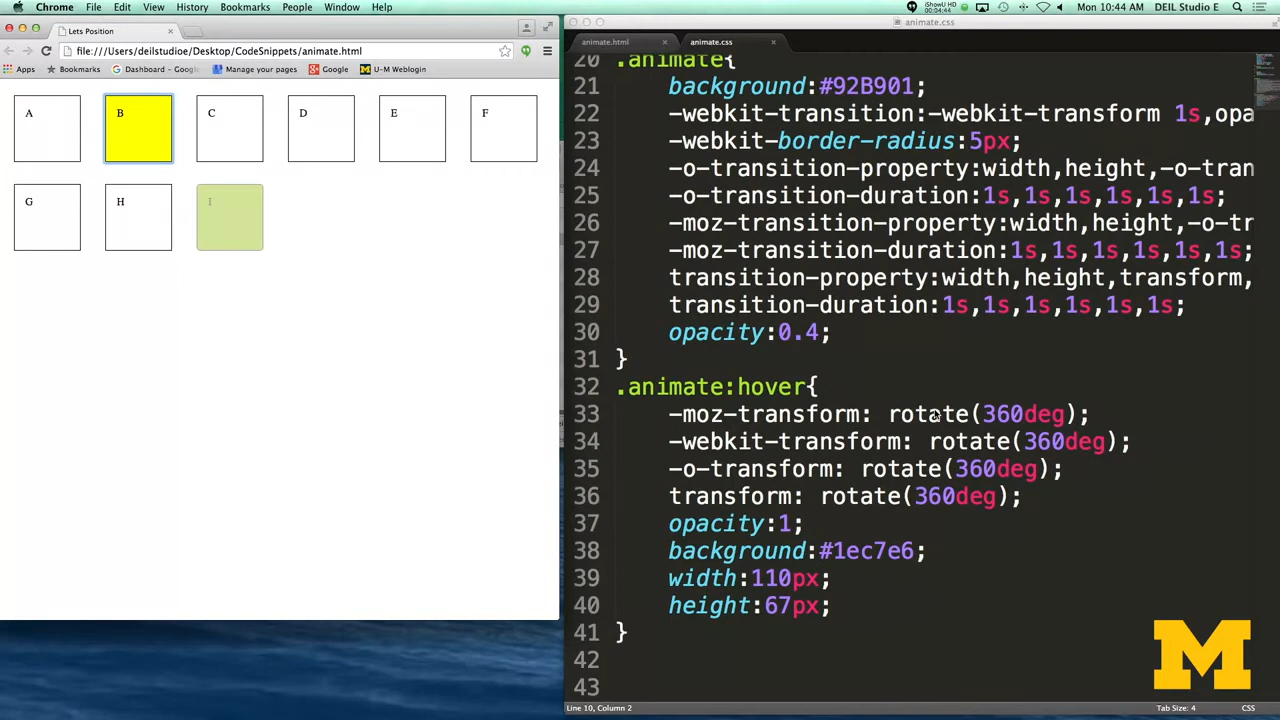 Chrome File Edit View History Bookmarks People Window Help
iShowU HD
00:04:44
Mon 10:44 AM DEIL Studio E
Lets Position
file:///Users/deilstudioe/Desktop/CodeSnippets/animate.html
Apps Bookmarks Dashboard - Googl Manage your pages Google U-M Weblogin
A B C D E F
G H I
animate.css
animate.html animate.css
20 .animate{
21 background:#92B901;
22 -webkit-transition:-webkit-transform 1s,opa
23 -webkit-border-radius:5px;
24 -o-transition-property:width,height,-o-tran
25 -o-transition-duration:1s,1s,1s,1s,1s,1s;
26 -moz-transition-property:width,height,-o-tr
27 -moz-transition-duration:1s,1s,1s,1s,1s,1s;
28 transition-property:width,height,transform,
29 transition-duration:1s,1s,1s,1s,1s,1s;
30 opacity:0.4;
31 }
32 .animate:hover{
33 -moz-transform: rotate(360deg);
34 -webkit-transform: rotate(360deg);
35 -o-transform: rotate(360deg);
36 transform: rotate(360deg);
37 opacity:1;
38 background:#1ec7e6;
39 width:110px;
40 height:67px;
41 }
42
43
M
Line 10, Column 2 Tab Size: 4 CSS